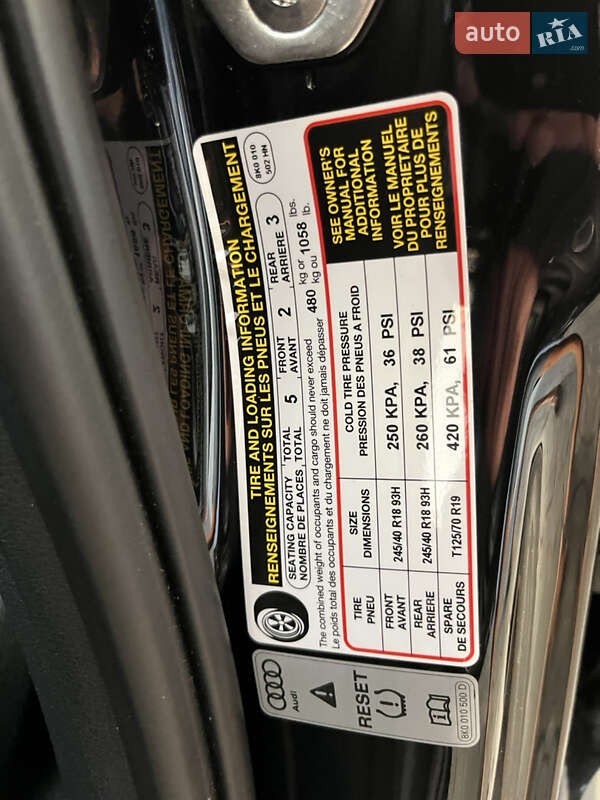 auto RIA
.com
TIRE AND LOADING INFORMATION
RENSEIGNEMENTS SUR LES PNEUS ET LE CHARGEMENT
8K0 010
502 HN
SEATING CAPACITY TOTAL 5 FRONT 2 REAR 3
NOMBRE DE PLACES TOTAL AVANT ARRIERE
The combined weight of occupants and cargo should never exceed 480 kg or 1058 lbs.
Le poids total des occupants et du chargement ne doit jamais dépasser kg ou lb.
TIRE SIZE COLD TIRE PRESSURE
PNEU DIMENSIONS PRESSION DES PNEUS A FROID
FRONT 245/40 R18 93H 250 KPA, 36 PSI
AVANT
REAR 245/40 R18 93H 260 KPA, 38 PSI
ARRIERE
SPARE T125/70 R19 420 KPA, 61 PSI
DE SECOURS
SEE OWNER'S
MANUAL FOR
ADDITIONAL
INFORMATION
VOIR LE MANUEL
DU PROPRIETAIRE
POUR PLUS DE
RENSEIGNEMENTS
Audi
RESET
8K0 010 500 D